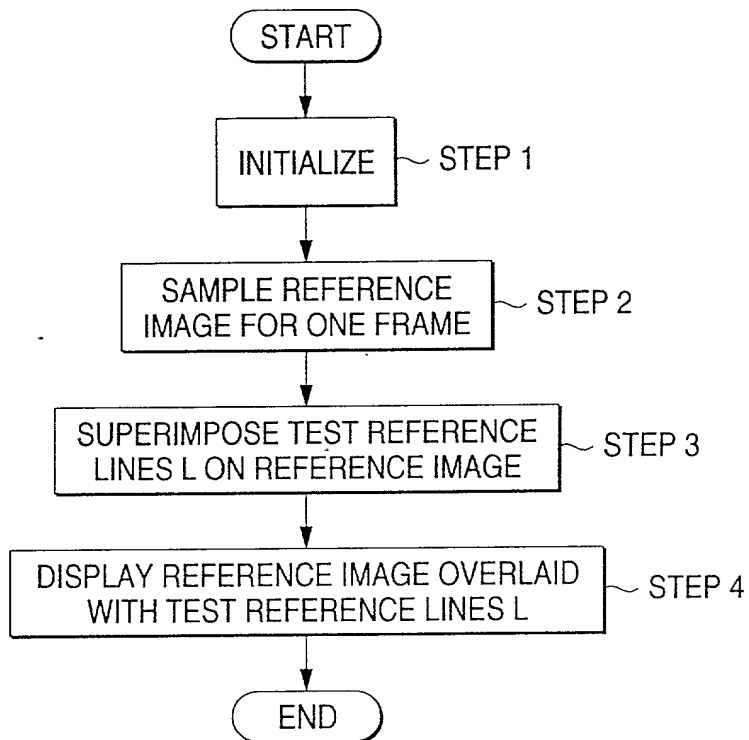 START
INITIALIZE
STEP 1
SAMPLE REFERENCE
IMAGE FOR ONE FRAME
STEP 2
SUPERIMPOSE TEST REFERENCE
LINES L ON REFERENCE IMAGE
STEP 3
DISPLAY REFERENCE IMAGE OVERLAID
WITH TEST REFERENCE LINES L
STEP 4
END